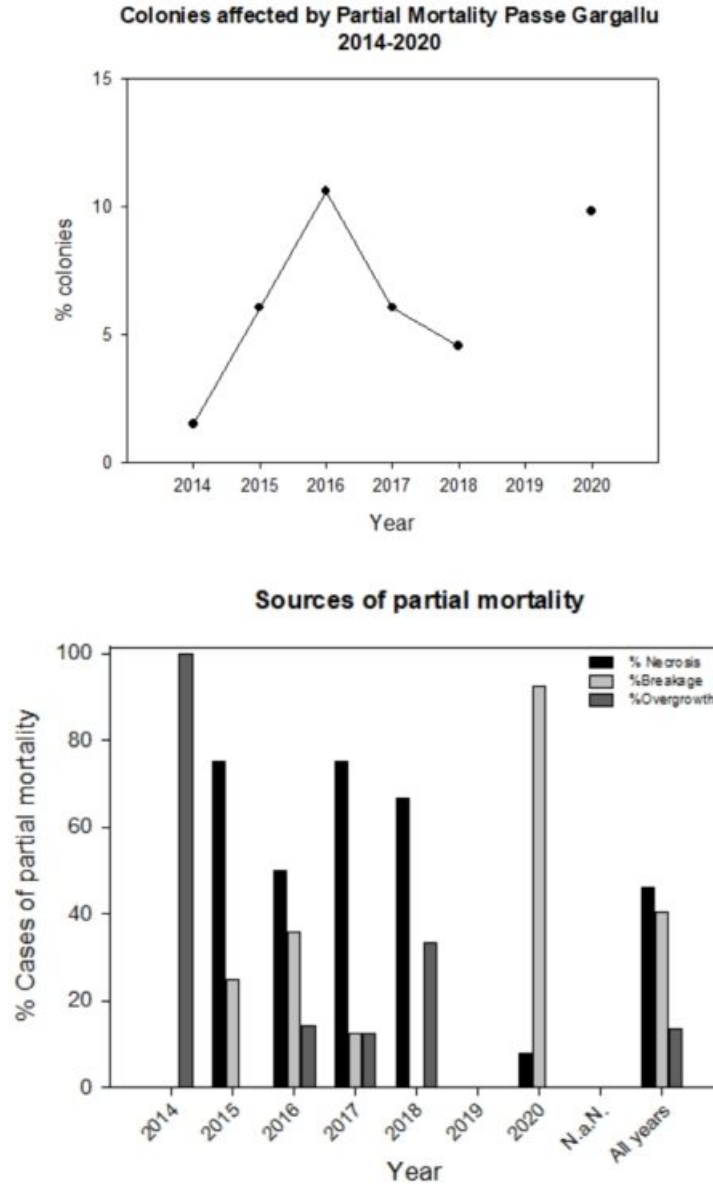 Colonies affected by Partial Mortality Passe Gargallu
2014-2020
15
10
5
0
% colonies
2014 2015 2016 2017 2018 2019 2020
Year
Sources of partial mortality
100
80
60
40
20
0
% Cases of partial mortality
% Necrosis
%Breakage
%Overgrowth
2014 2015 2016 2017 2018 2019 2020 N.a.N. All years
Year